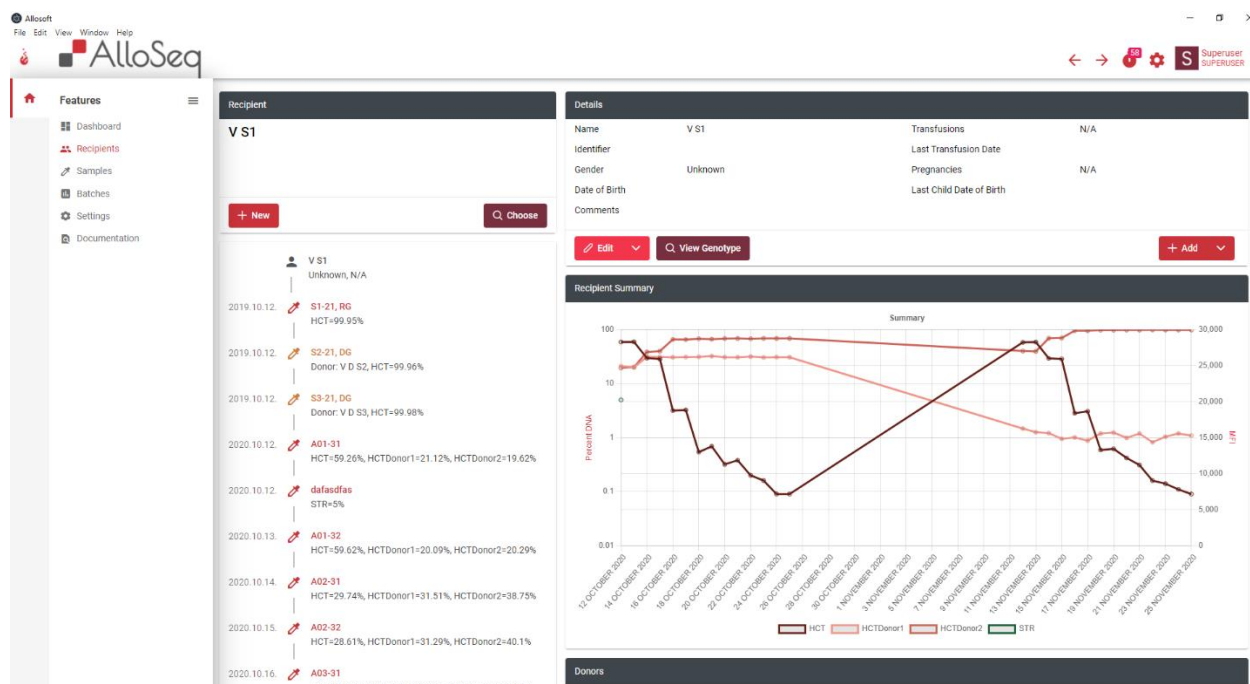 Allosoft
File Edit View Window Help
AlloSeq
58
S
Superuser
SUPERUSER
Features
Dashboard
Recipients
Samples
Batches
Settings
Documentation
Recipient
V S1
+ New
Choose
V S1
Unknown, N/A
2019.10.12. S1-21, RG
HCT=99.95%
2019.10.12. S2-21, DG
Donor: V D S2, HCT=99.96%
2019.10.12. S3-21, DG
Donor: V D S3, HCT=99.98%
2020.10.12. A01-31
HCT=59.26%, HCTDonor1=21.12%, HCTDonor2=19.62%
2020.10.12. dafasdfas
STR=5%
2020.10.13. A01-32
HCT=59.62%, HCTDonor1=20.09%, HCTDonor2=20.29%
2020.10.14. A02-31
HCT=29.74%, HCTDonor1=31.51%, HCTDonor2=38.75%
2020.10.15. A02-32
HCT=28.61%, HCTDonor1=31.29%, HCTDonor2=40.1%
2020.10.16. A03-31
Details
Name V S1 Transfusions N/A
Identifier Last Transfusion Date
Gender Unknown Pregnancies N/A
Date of Birth Last Child Date of Birth
Comments
Edit View Genotype + Add
Recipient Summary
Summary
100 30,000
25,000
10
20,000
1 15,000
10,000
0.1
5,000
0.01 0
Percent DNA
MFI
12 OCTOBER 2020
14 OCTOBER 2020
16 OCTOBER 2020
18 OCTOBER 2020
20 OCTOBER 2020
22 OCTOBER 2020
24 OCTOBER 2020
26 OCTOBER 2020
28 OCTOBER 2020
30 OCTOBER 2020
1 NOVEMBER 2020
3 NOVEMBER 2020
5 NOVEMBER 2020
7 NOVEMBER 2020
9 NOVEMBER 2020
11 NOVEMBER 2020
13 NOVEMBER 2020
15 NOVEMBER 2020
17 NOVEMBER 2020
19 NOVEMBER 2020
21 NOVEMBER 2020
23 NOVEMBER 2020
25 NOVEMBER 2020
HCT HCTDonor1 HCTDonor2 STR
Donors